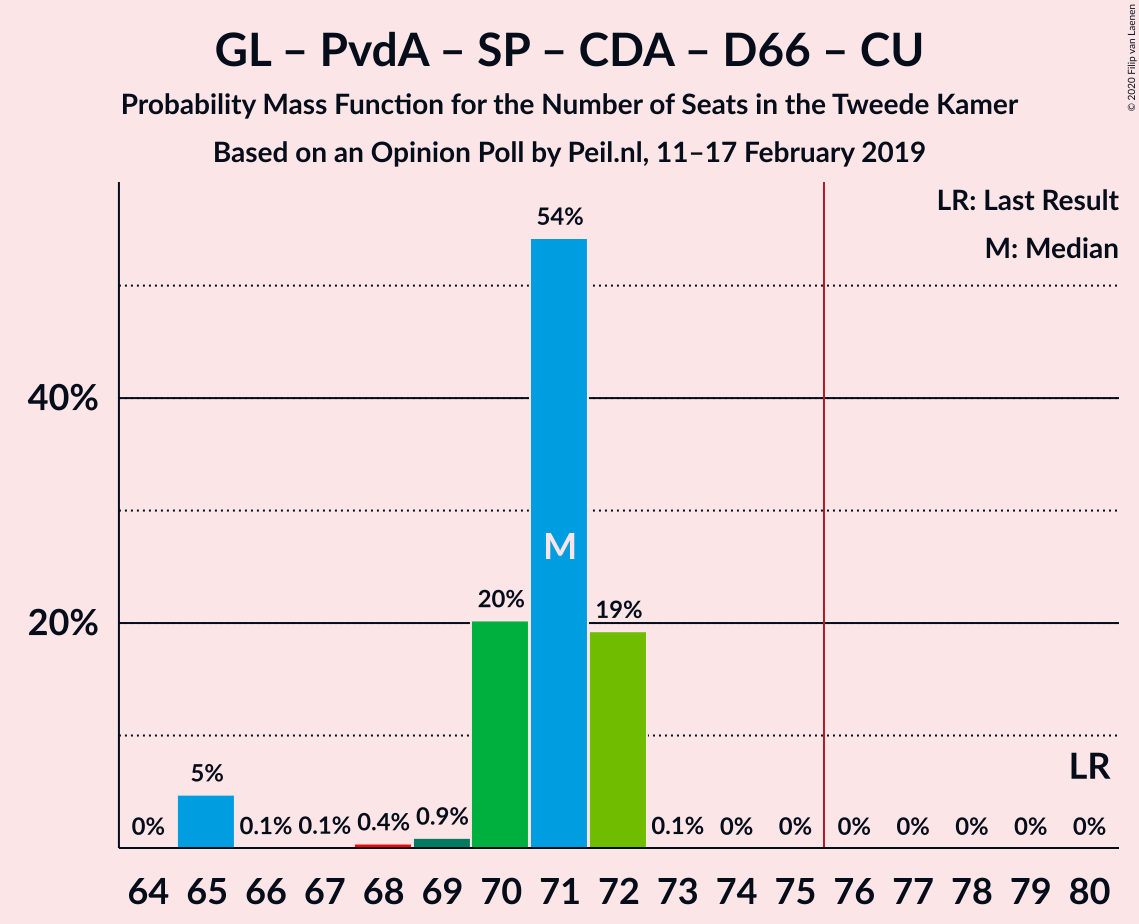 GL – PvdA – SP – CDA – D66 – CU
Probability Mass Function for the Number of Seats in the Tweede Kamer
Based on an Opinion Poll by Peil.nl, 11–17 February 2019
© 2020 Filip van Laenen
LR: Last Result
M: Median
40%
20%
0%
5%
0.1%
0.1%
0.4%
0.9%
20%
54%
M
19%
0.1%
0%
0%
0%
0%
0%
0%
0%
LR
64 65 66 67 68 69 70 71 72 73 74 75 76 77 78 79 80